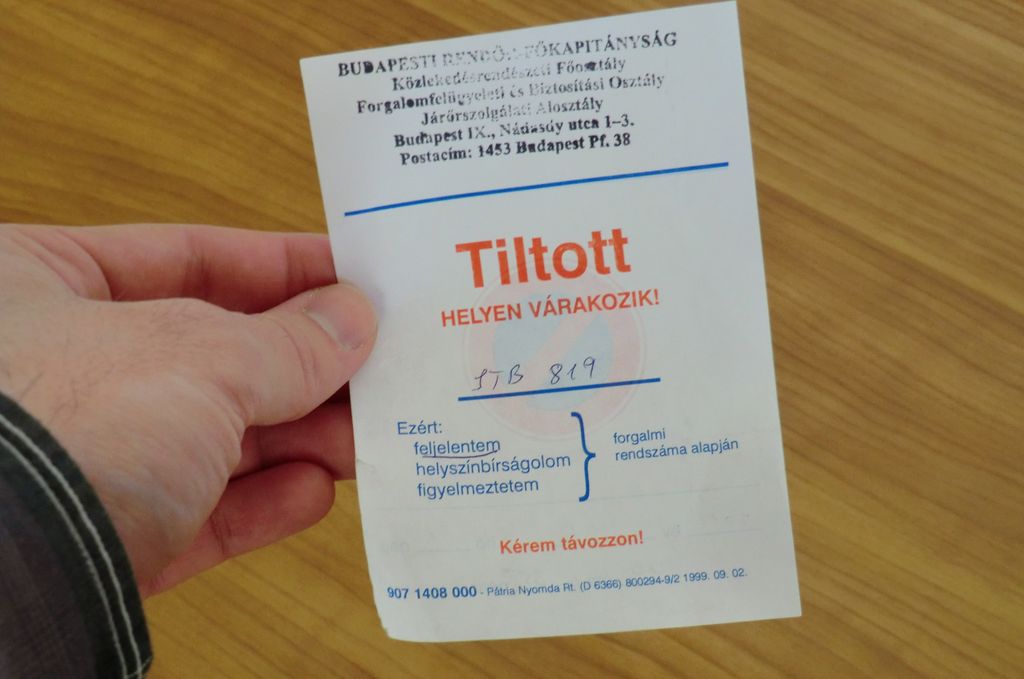 BUDAPESTI RENDŐR-FŐKAPITÁNYSÁG
Közlekedésrendészeti Főosztály
Forgalomfelügyeleti és Biztosítási Osztály
Járőrszolgálati Alosztály
Budapest IX., Nádasdy utca 1–3.
Postacím: 1453 Budapest Pf. 38
Tiltott
HELYEN VÁRAKOZIK!
819
Ezért:
feljelentem
helyszínbírságolom
figyelmeztetem
forgalmi
rendszáma alapján
Kérem távozzon!
907 1408 000 - Pátria Nyomda Rt. (D 6366) 800294-9/2 1999. 09. 02.